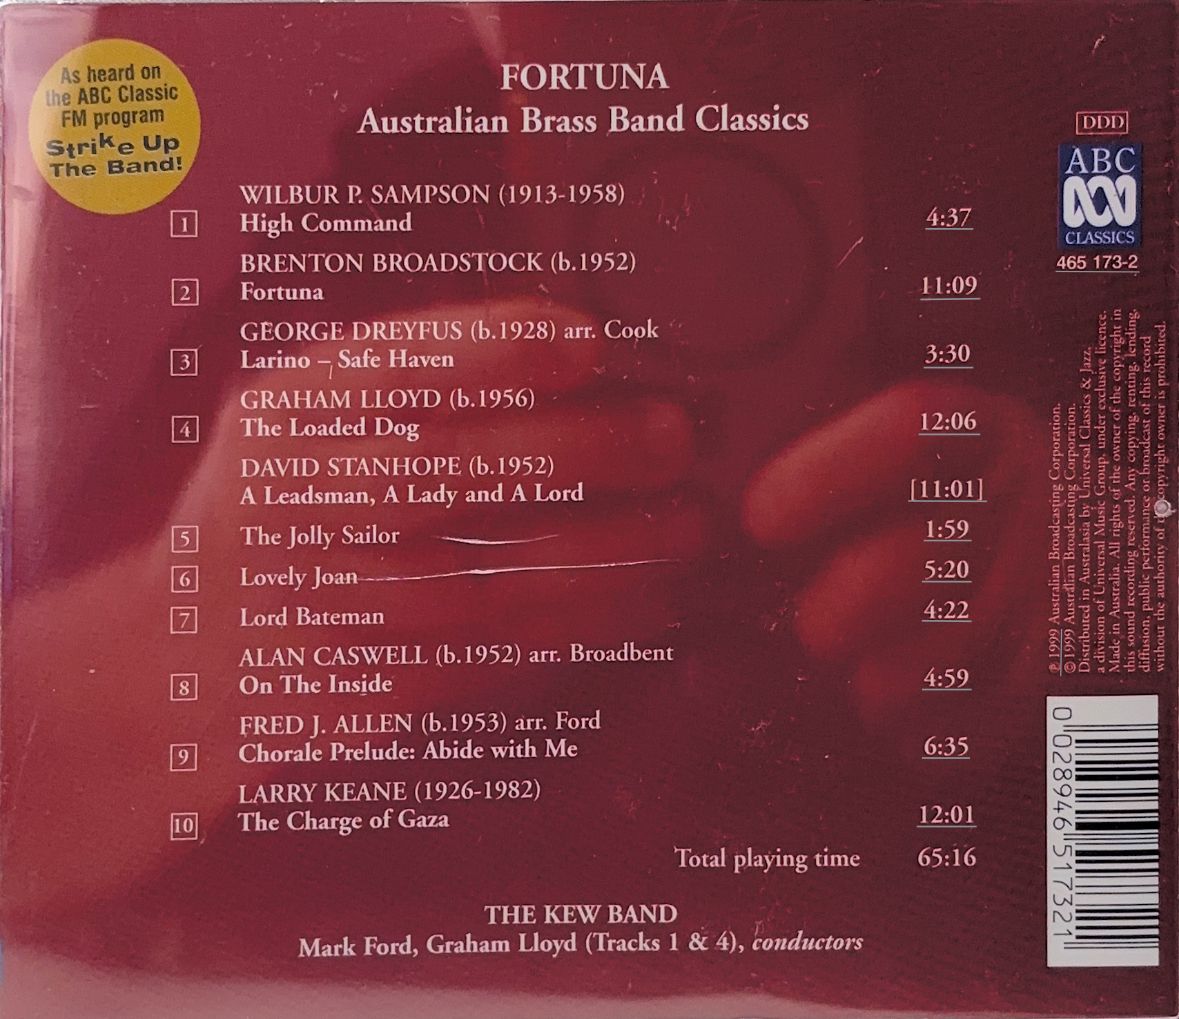 As heard on
the ABC Classic
FM program
Strike Up
The Band!
FORTUNA
Australian Brass Band Classics
WILBUR P. SAMPSON (1913-1958)
1 High Command 4:37
BRENTON BROADSTOCK (b.1952)
2 Fortuna 11:09
GEORGE DREYFUS (b.1928) arr. Cook
3 Larino – Safe Haven 3:30
GRAHAM LLOYD (b.1956)
4 The Loaded Dog 12:06
DAVID STANHOPE (b.1952)
A Leadsman, A Lady and A Lord [11:01]
5 The Jolly Sailor 1:59
6 Lovely Joan 5:20
7 Lord Bateman 4:22
ALAN CASWELL (b.1952) arr. Broadbent
8 On The Inside 4:59
FRED J. ALLEN (b.1953) arr. Ford
9 Chorale Prelude: Abide with Me 6:35
LARRY KEANE (1926-1982)
10 The Charge of Gaza 12:01
Total playing time 65:16
THE KEW BAND
Mark Ford, Graham Lloyd (Tracks 1 & 4), conductors
DDD
ABC
CLASSICS
465 173-2
℗ 1999 Australian Broadcasting Corporation.
© 1999 Australian Broadcasting Corporation.
Distributed in Australasia by Universal Classics & Jazz,
a division of Universal Music Group, under exclusive licence.
Made in Australia. All rights of the owner of the copyright in
this sound recording reserved. Any copying, renting, lending,
diffusion, public performance or broadcast of this record
without the authority of the copyright owner is prohibited.
0 028946 517321